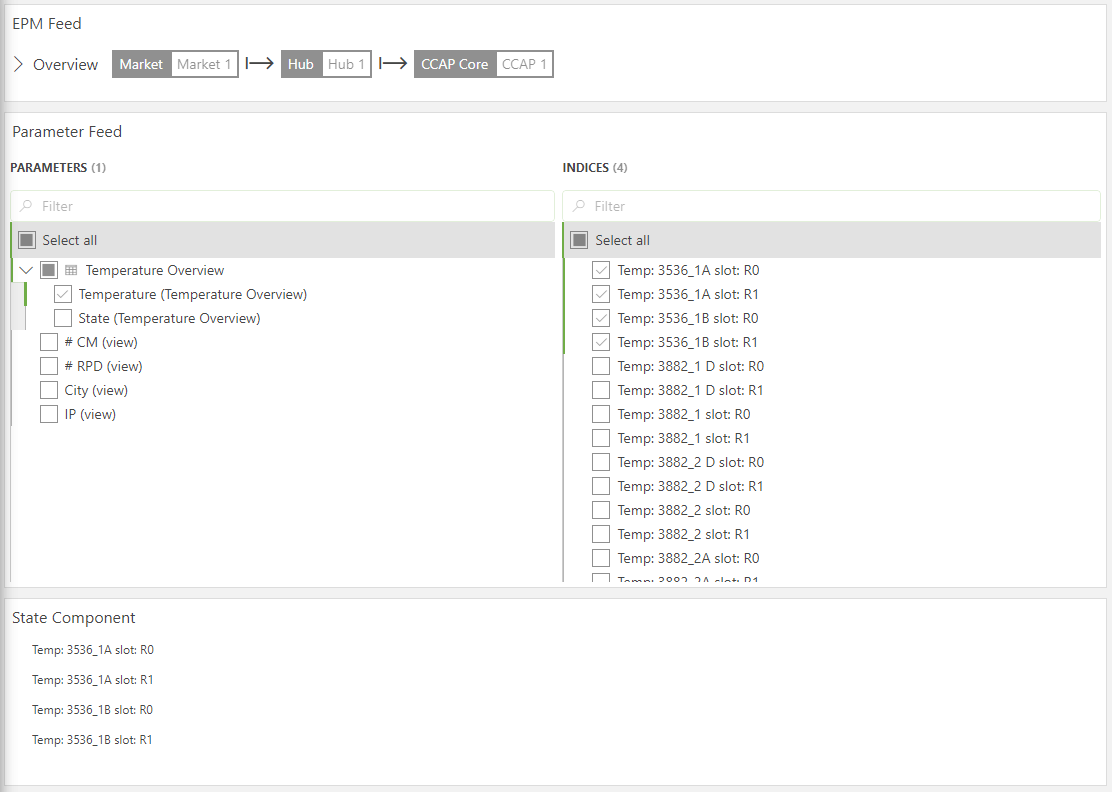 EPM Feed
Overview Market Market 1 Hub Hub 1 CCAP Core CCAP 1
Parameter Feed
PARAMETERS (1)
Filter
Select all
Temperature Overview
Temperature (Temperature Overview)
State (Temperature Overview)
# CM (view)
# RPD (view)
City (view)
IP (view)
INDICES (4)
Filter
Select all
Temp: 3536_1A slot: R0
Temp: 3536_1A slot: R1
Temp: 3536_1B slot: R0
Temp: 3536_1B slot: R1
Temp: 3882_1 D slot: R0
Temp: 3882_1 D slot: R1
Temp: 3882_1 slot: R0
Temp: 3882_1 slot: R1
Temp: 3882_2 D slot: R0
Temp: 3882_2 D slot: R1
Temp: 3882_2 slot: R0
Temp: 3882_2 slot: R1
Temp: 3882_2A slot: R0
Temp: 3882_2A slot: R1
State Component
Temp: 3536_1A slot: R0
Temp: 3536_1A slot: R1
Temp: 3536_1B slot: R0
Temp: 3536_1B slot: R1